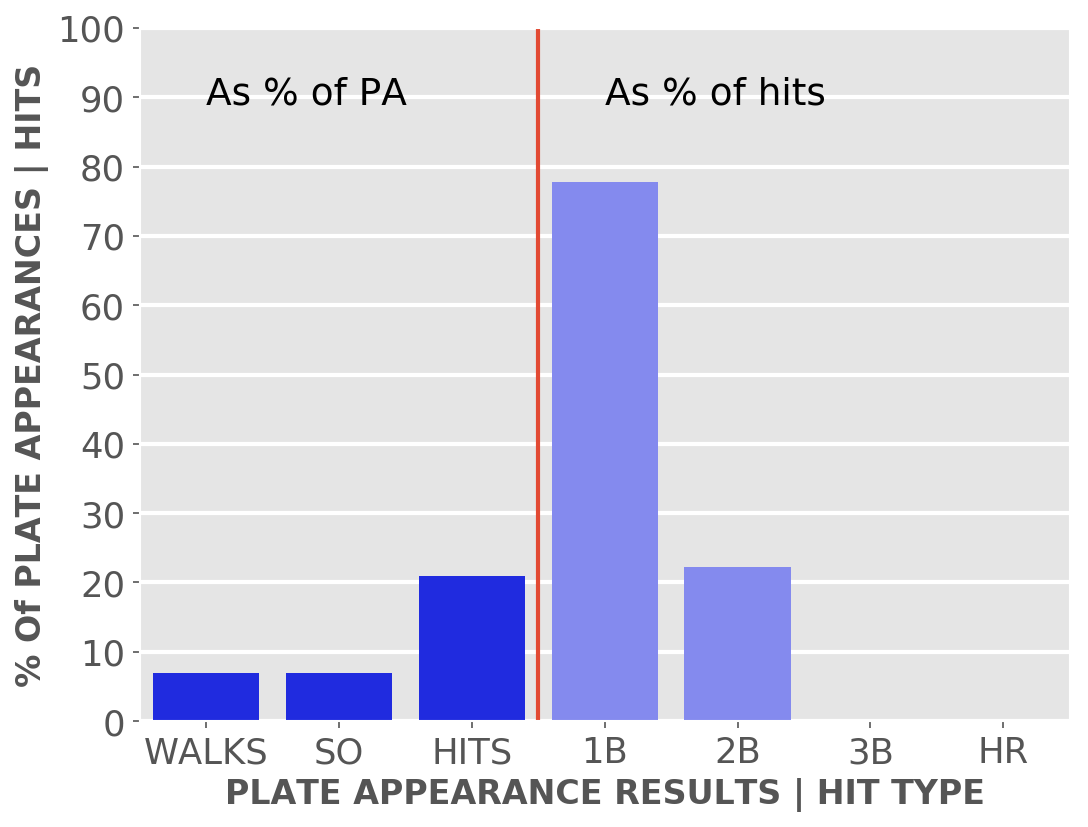 % Of PLATE APPEARANCES | HITS
100
90
80
70
60
50
40
30
20
10
0
As % of PA
As % of hits
WALKS SO HITS 1B 2B 3B HR
PLATE APPEARANCE RESULTS | HIT TYPE